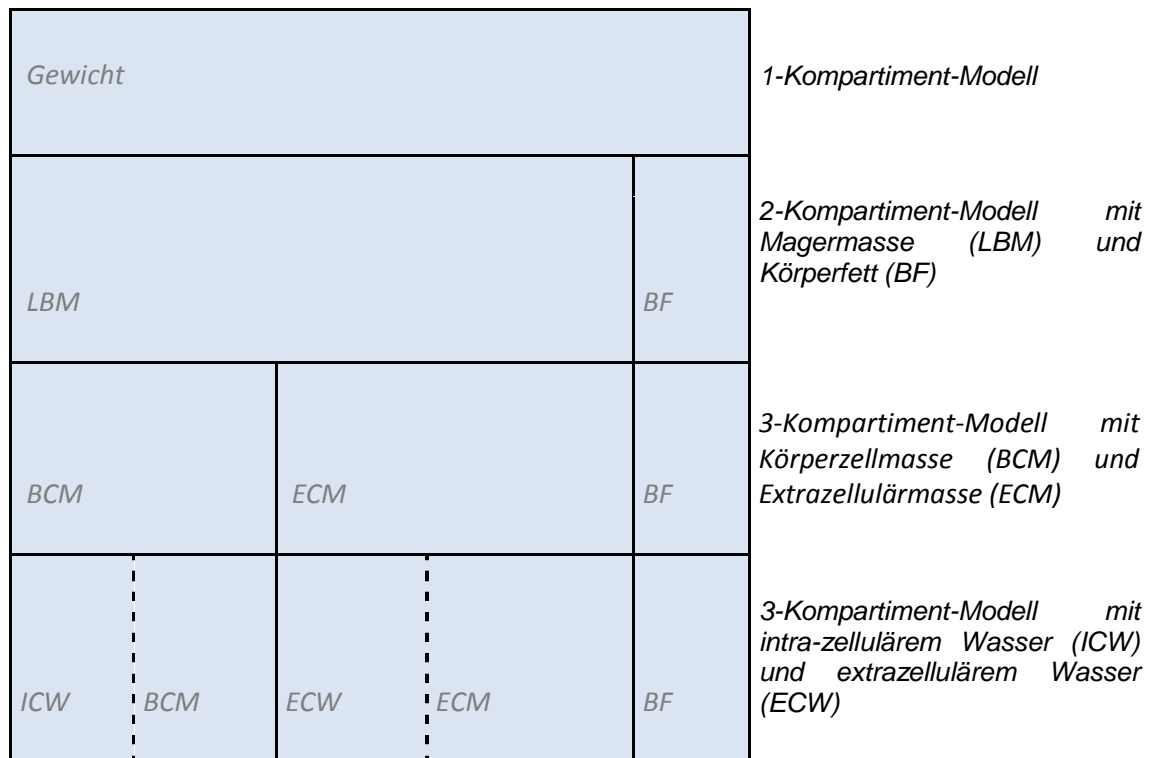 Gewicht
1-Kompartiment-Modell
LBM
BF
2-Kompartiment-Modell mit
Magermasse (LBM) und
Körperfett (BF)
BCM
ECM
BF
3-Kompartiment-Modell mit
Körperzellmasse (BCM) und
Extrazellulärmasse (ECM)
ICW
BCM
ECW
ECM
BF
3-Kompartiment-Modell mit
intra-zellulärem Wasser (ICW)
und extrazellulärem Wasser
(ECW)